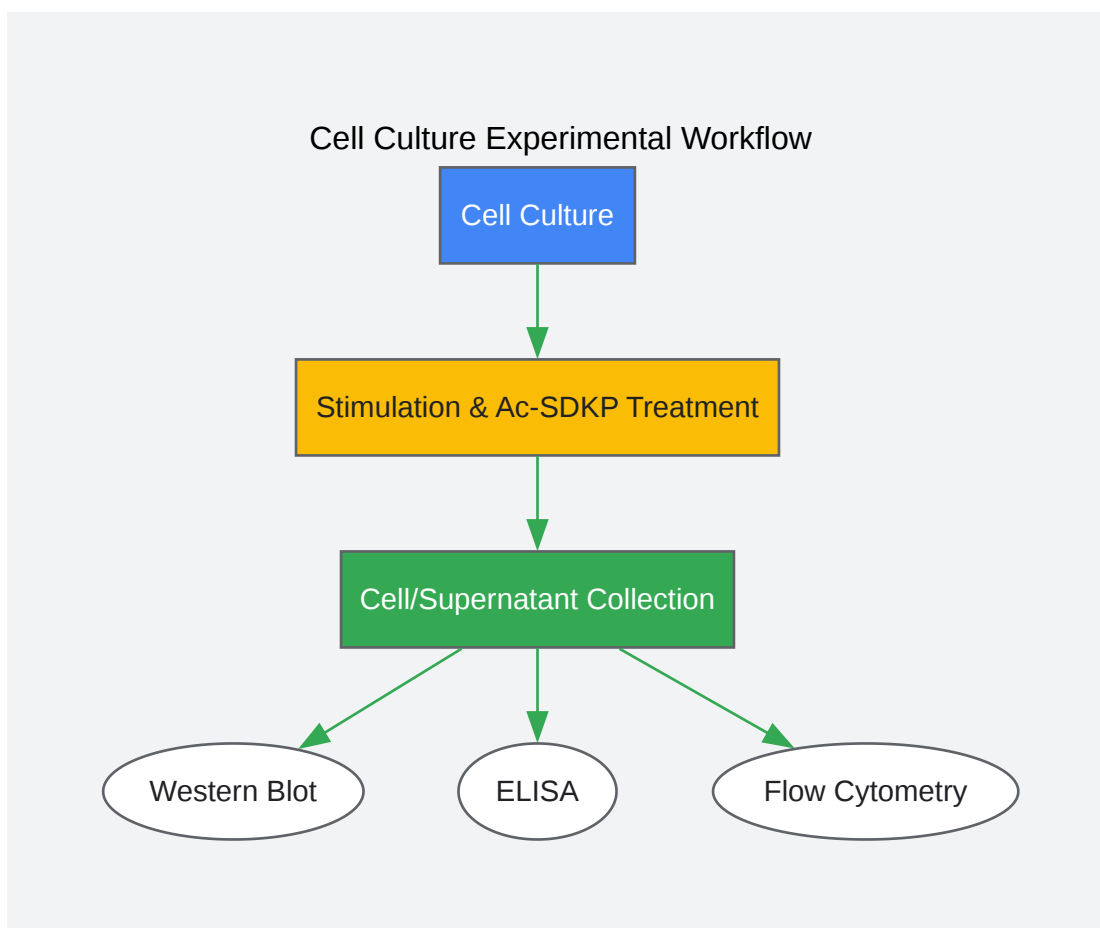 Cell Culture Experimental Workflow
Cell Culture
Stimulation & Ac-SDKP Treatment
Cell/Supernatant Collection
Western Blot
ELISA
Flow Cytometry